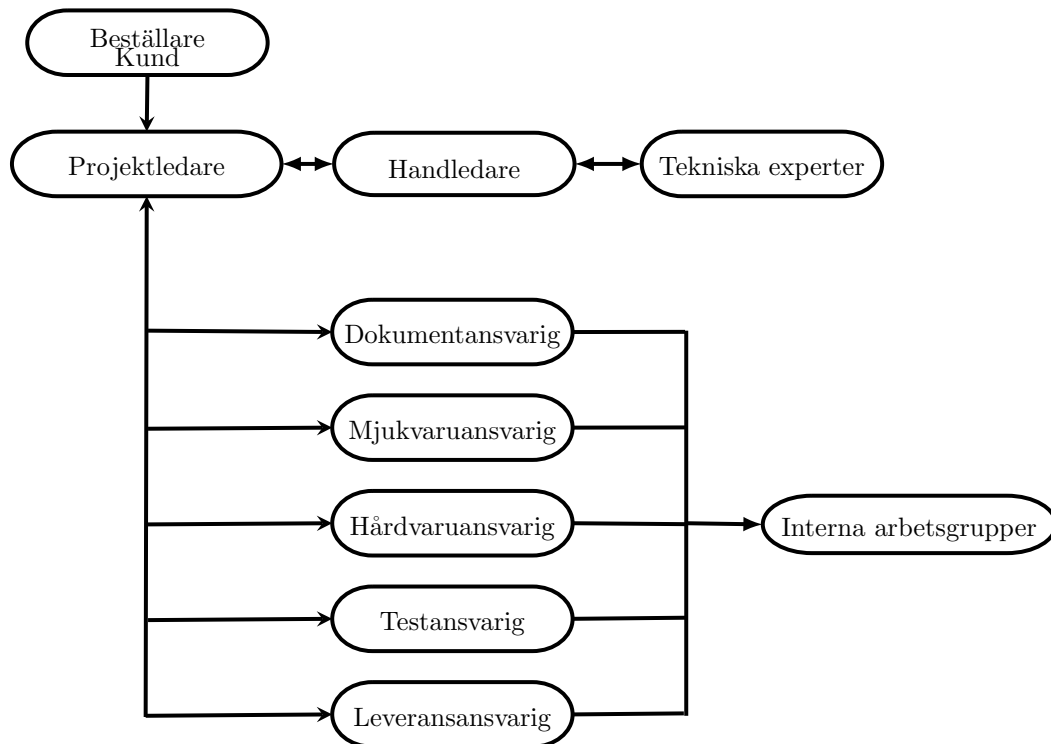 Beställare
Kund
Projektledare
Handledare
Tekniska experter
Dokumentansvarig
Mjukvaruansvarig
Hårdvaruansvarig
Interna arbetsgrupper
Testansvarig
Leveransansvarig